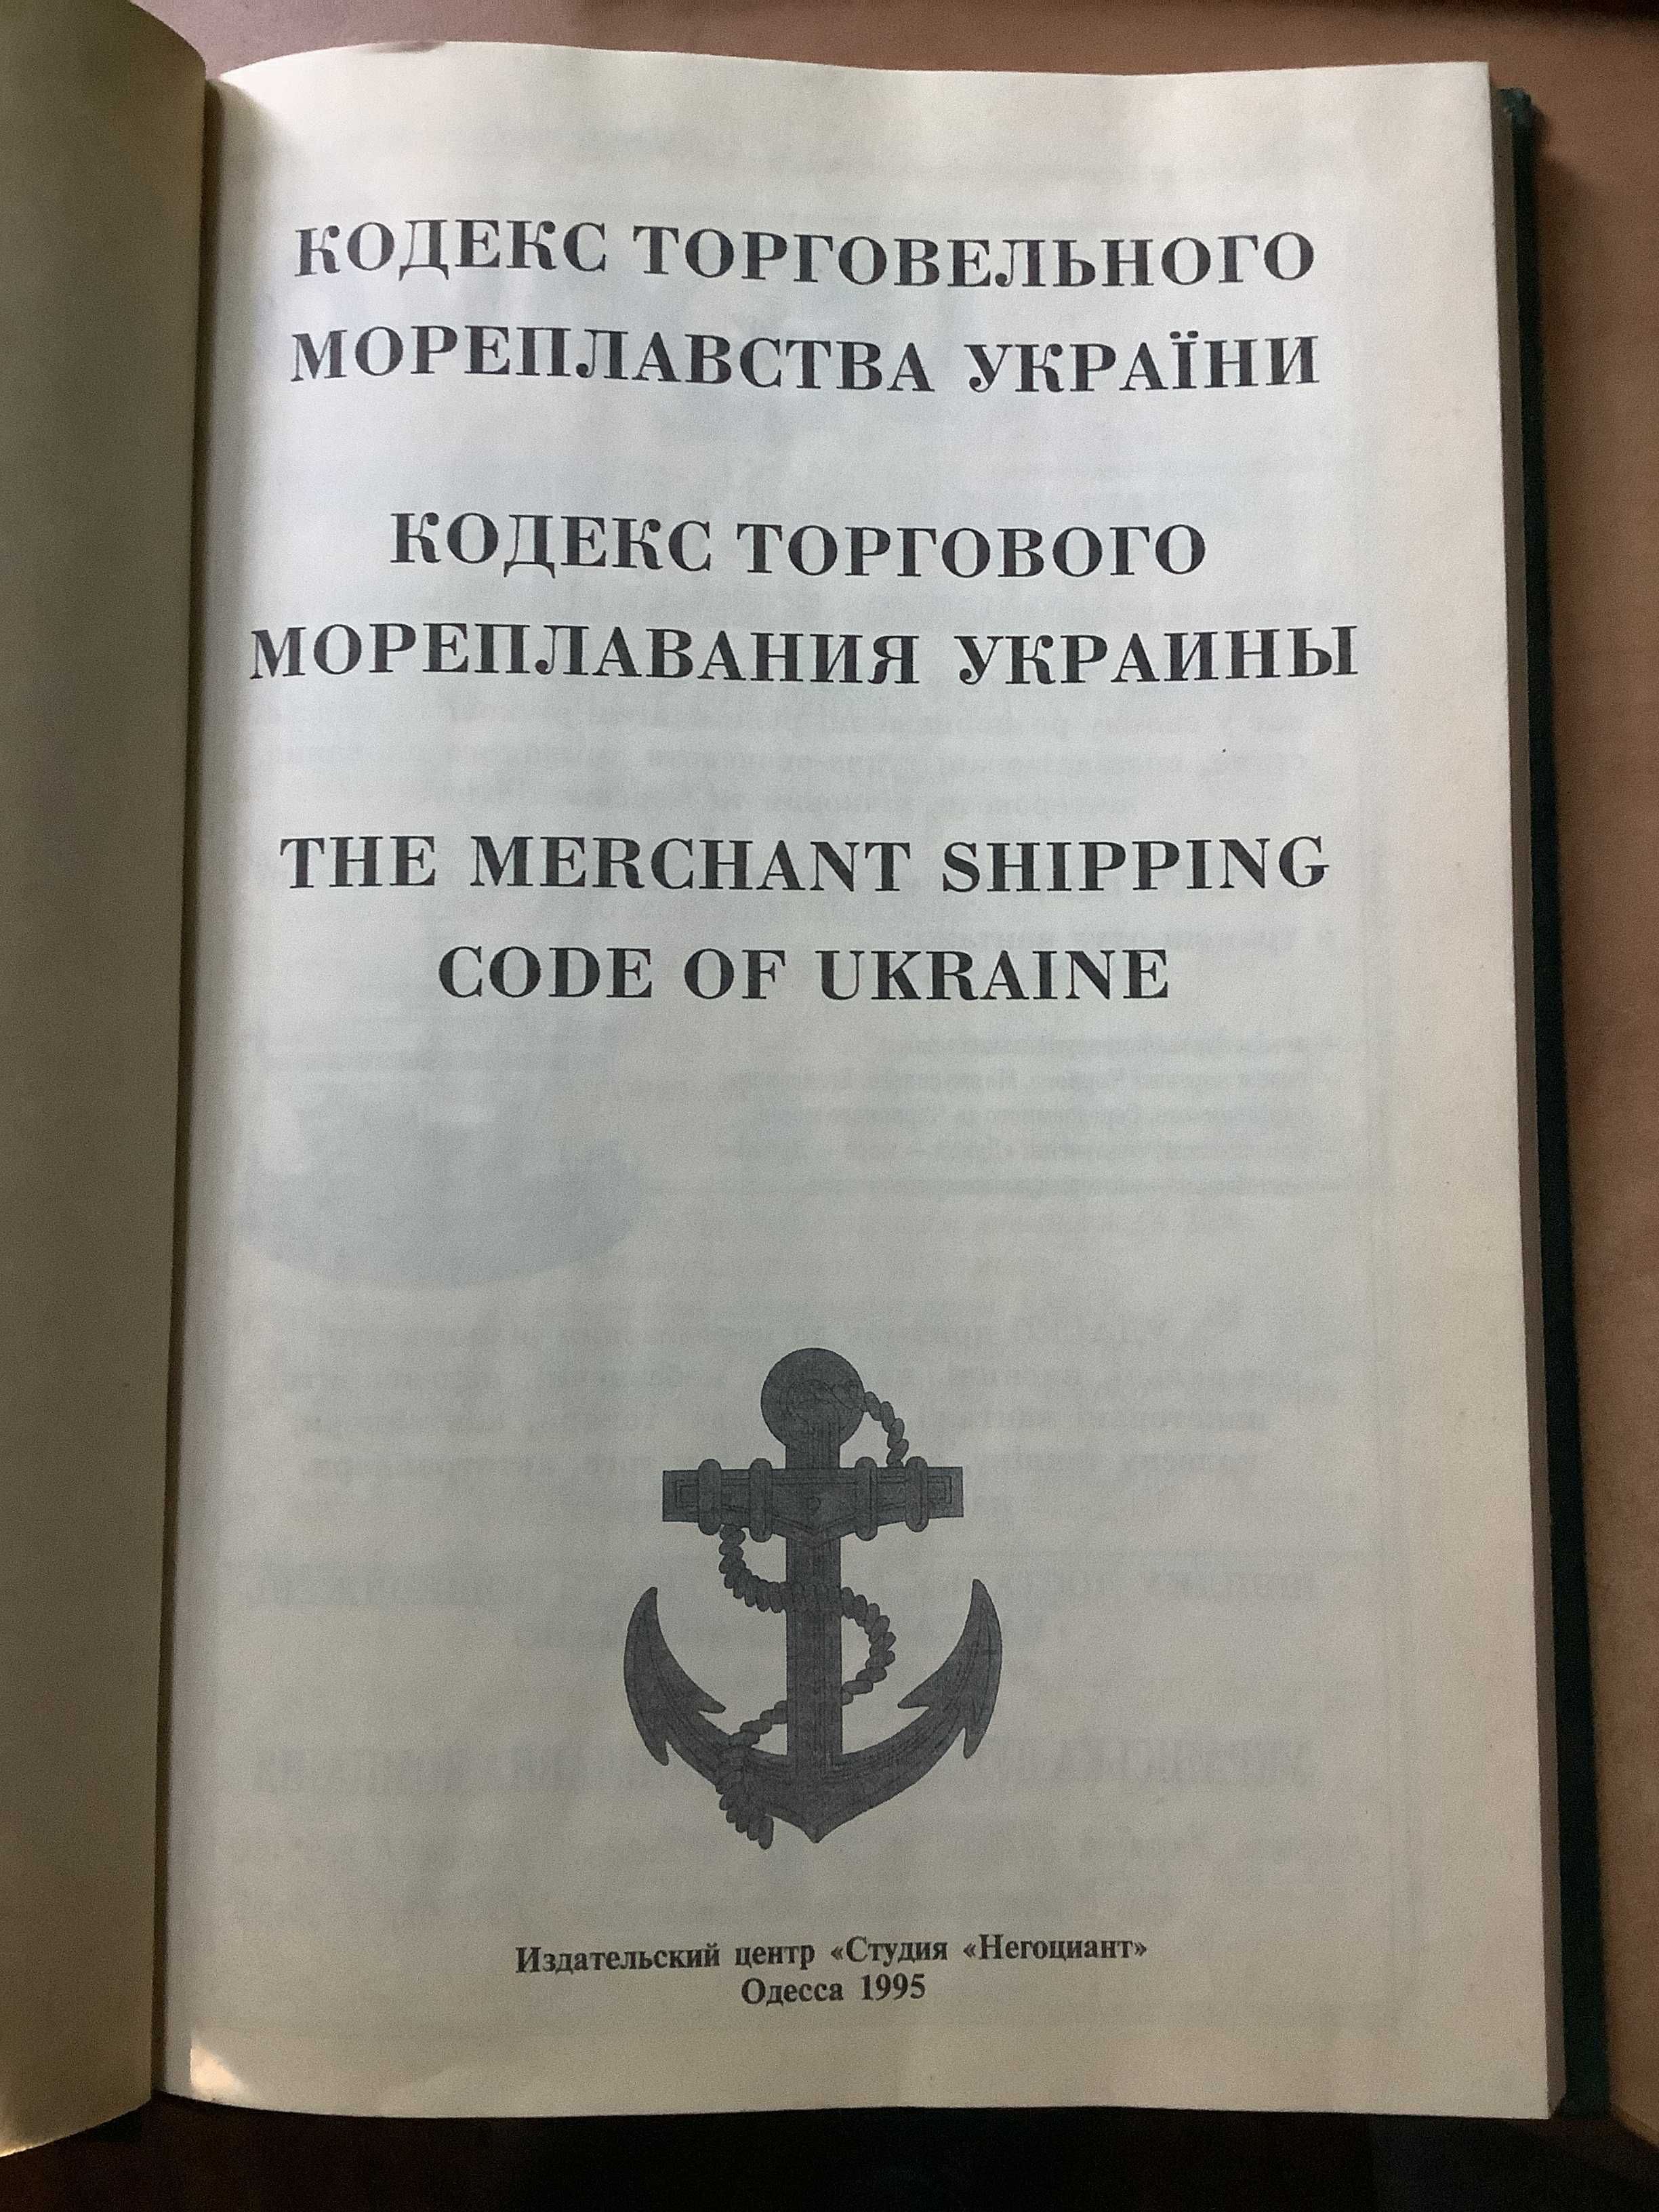 КОДЕКС ТОРГОВЕЛЬНОГО
МОРЕПЛАВСТВА УКРАЇНИ
КОДЕКС ТОРГОВОГО
МОРЕПЛАВАНИЯ УКРАИНЫ
THE MERCHANT SHIPPING
CODE OF UKRAINE
Издательский центр «Студия «Негоциант»
Одесса 1995